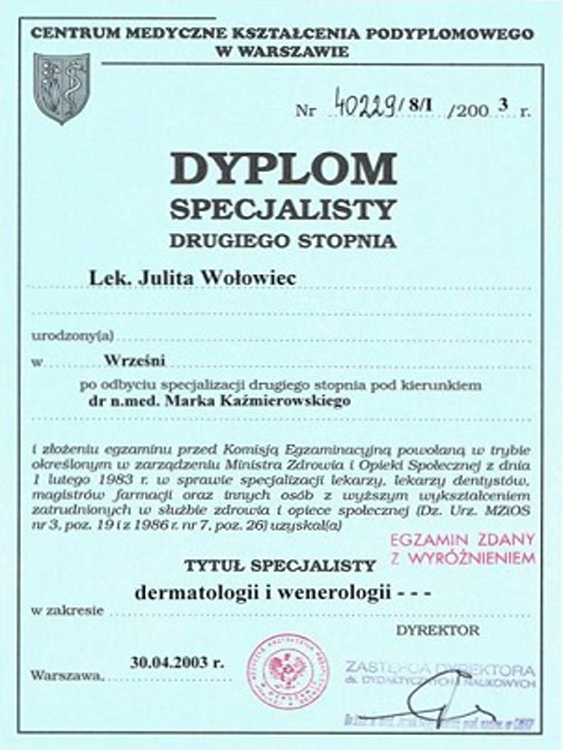 CENTRUM MEDYCZNE KSZTAŁCENIA PODYPLOMOWEGO
W WARSZAWIE
Nr 40229/8/I/2003 r.
DYPLOM
SPECJALISTY
DRUGIEGO STOPNIA
Lek. Julita Wołowiec
urodzony(a)
w Wrześni
po odbyciu specjalizacji drugiego stopnia pod kierunkiem
dr n.med. Marka Kaźmierowskiego
i złożeniu egzaminu przed Komisją Egzaminacyjną powołaną w trybie
określonym w zarządzeniu Ministra Zdrowia i Opieki Społecznej z dnia
1 lutego 1983 r. w sprawie specjalizacji lekarzy, lekarzy dentystów,
magistrów farmacji oraz innych osób z wyższym wykształceniem
zatrudnionych w służbie zdrowia i opiece społecznej (Dz. Urz. MZiOS
nr 3, poz. 19 i z 1986 r. nr 7, poz. 26) uzyskał(a)
EGZAMIN ZDANY
Z WYRÓŻNIENIEM
TYTUŁ SPECJALISTY
dermatologii i wenerologii - - -
w zakresie
DYREKTOR
Warszawa, 30.04.2003 r.
ZASTĘPCA DYREKTORA
ds. DYDAKTYCZNYCH I NAUKOWYCH